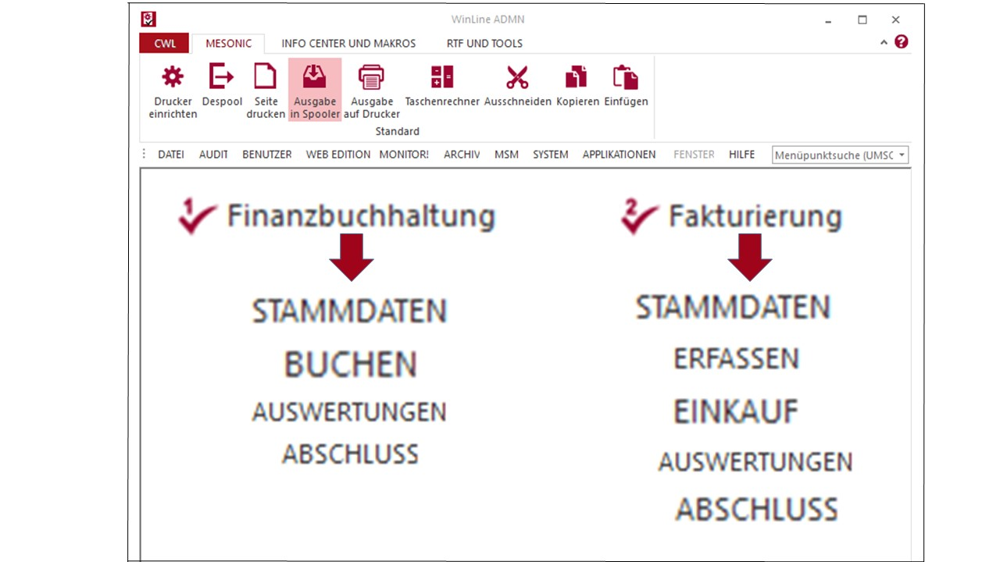 WinLine ADMN
CWL MESONIC INFO CENTER UND MAKROS RTF UND TOOLS
Drucker einrichten Despool Seite drucken Ausgabe in Spooler Ausgabe auf Drucker Taschenrechner Ausschneiden Kopieren Einfügen
Standard
DATEI AUDIT BENUTZER WEB EDITION MONITOR! ARCHIV MSM SYSTEM APPLIKATIONEN FENSTER HILFE Menüpunktsuche (UMSC
1 Finanzbuchhaltung
STAMMDATEN
BUCHEN
AUSWERTUNGEN
ABSCHLUSS
2 Fakturierung
STAMMDATEN
ERFASSEN
EINKAUF
AUSWERTUNGEN
ABSCHLUSS